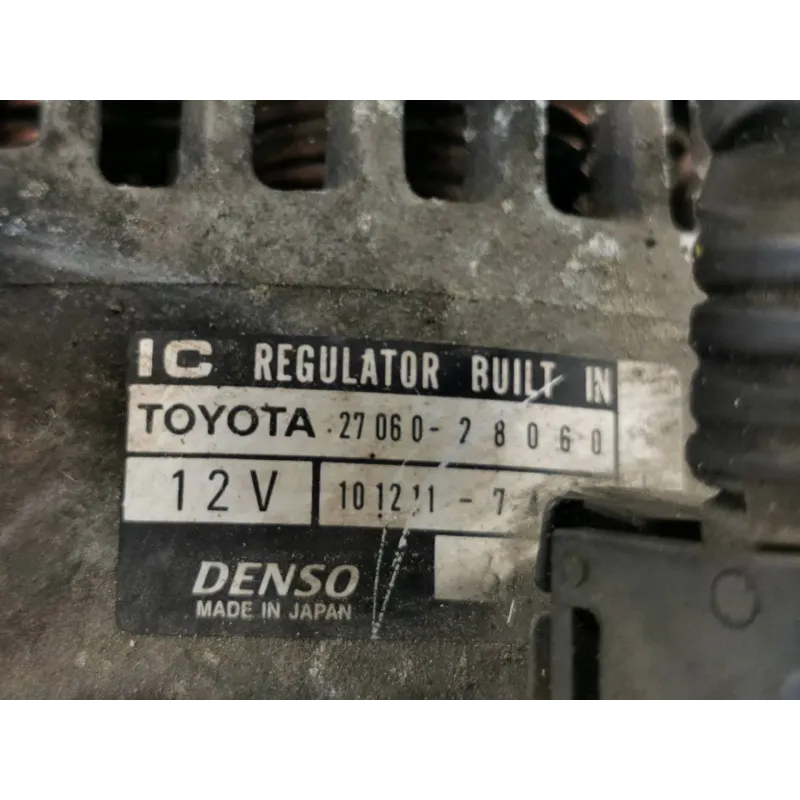 IC REGULATOR BUILT IN
TOYOTA 27060-28060
12V 101211-7
DENSO
MADE IN JAPAN